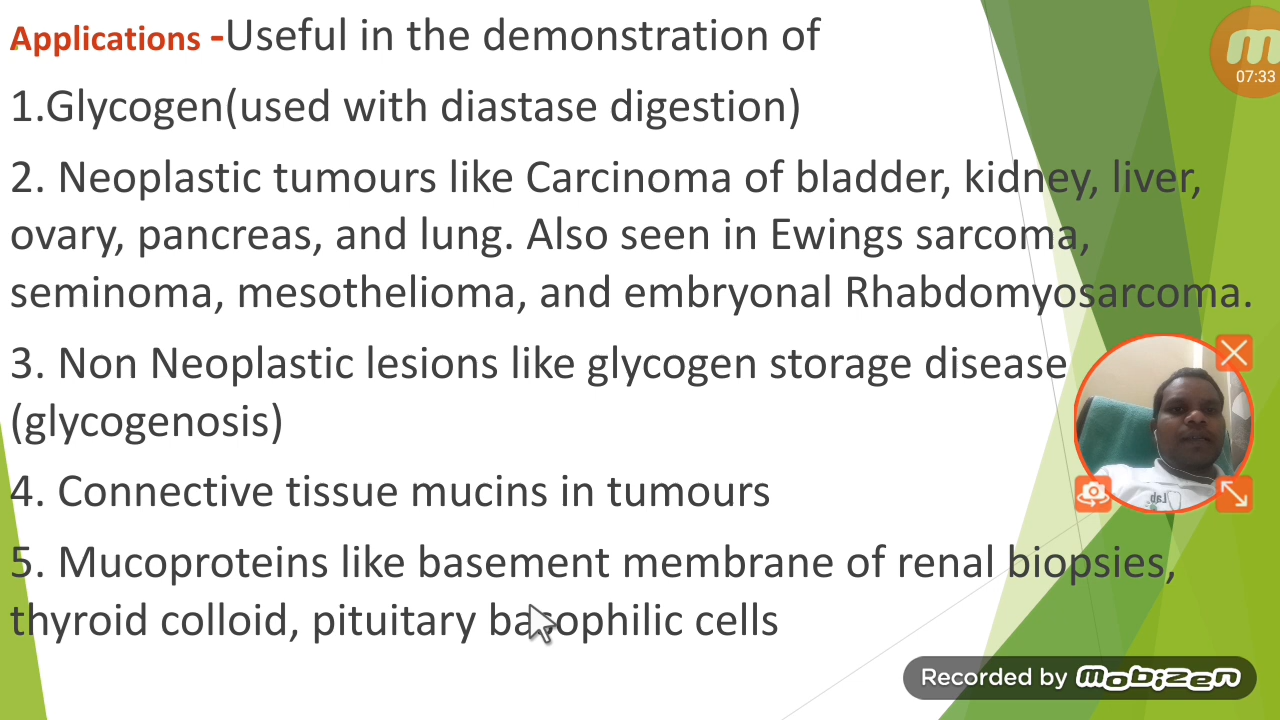 Applications -Useful in the demonstration of
1.Glycogen(used with diastase digestion)
2. Neoplastic tumours like Carcinoma of bladder, kidney, liver,
ovary, pancreas, and lung. Also seen in Ewings sarcoma,
seminoma, mesothelioma, and embryonal Rhabdomyosarcoma.
3. Non Neoplastic lesions like glycogen storage disease
(glycogenosis)
4. Connective tissue mucins in tumours
5. Mucoproteins like basement membrane of renal biopsies,
thyroid colloid, pituitary basophilic cells
07:33
Lab
Recorded by Mobizen